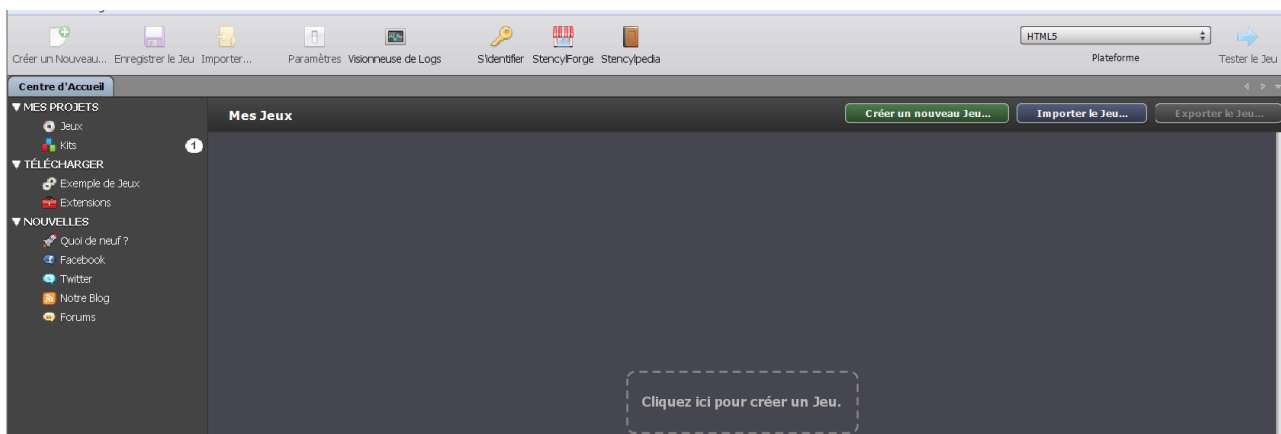 HTML5
Créer un Nouveau... Enregistrer le Jeu Importer... Paramètres Visionneuse de Logs S'identifier StencylForge Stencylpedia Plateforme Tester le Jeu
Centre d'Accueil
MES PROJETS
Mes Jeux Créer un nouveau Jeu... Importer le Jeu... Exporter le Jeu...
Jeux
Kits 1
TÉLÉCHARGER
Exemple de Jeux
Extensions
NOUVELLES
Quoi de neuf ?
Facebook
Twitter
Notre Blog
Forums
Cliquez ici pour créer un Jeu.